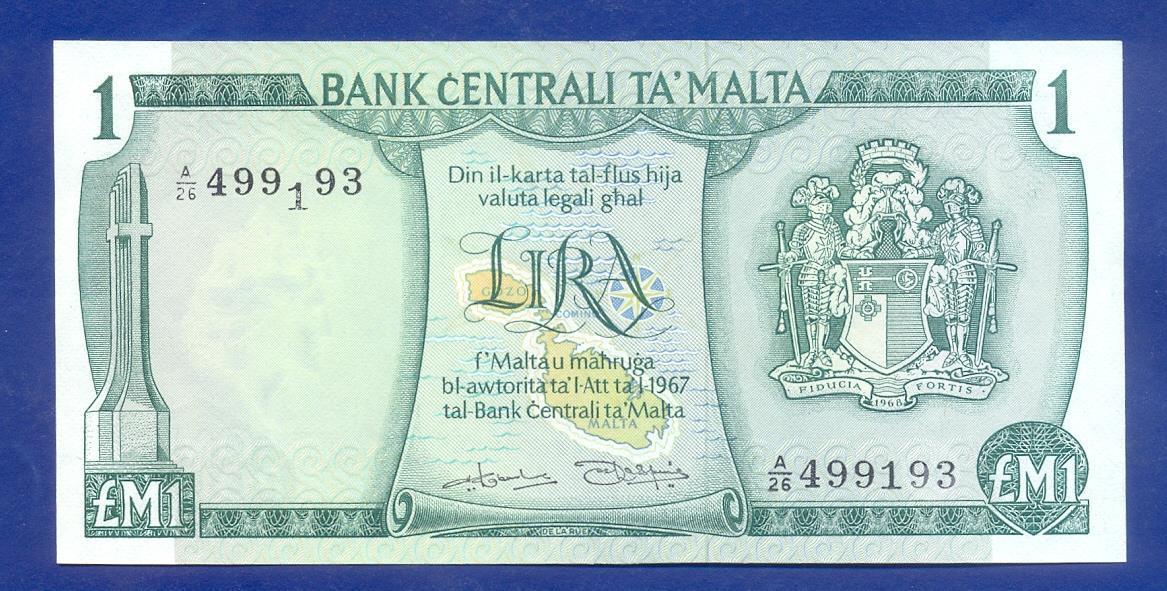 1 BANK ĊENTRALI TA' MALTA 1
A/26 499193
Din il-karta tal-flus hija
valuta legali għal
LIRA
GOZO
COMINO
f'Malta u maħruġa
bl-awtorità ta' l-Att ta' l-1967
tal-Bank Ċentrali ta' Malta
MALTA
FIDUCIA 1968 FORTIS
A/26 499193
£M1
DE LA RUE
£M1